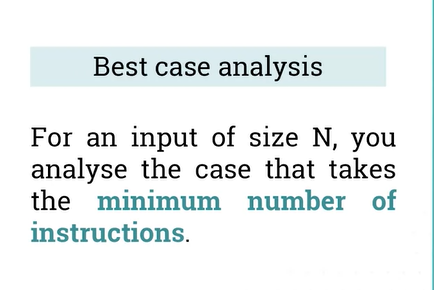 Best case analysis
For an input of size N, you
analyse the case that takes
the minimum number of
instructions.